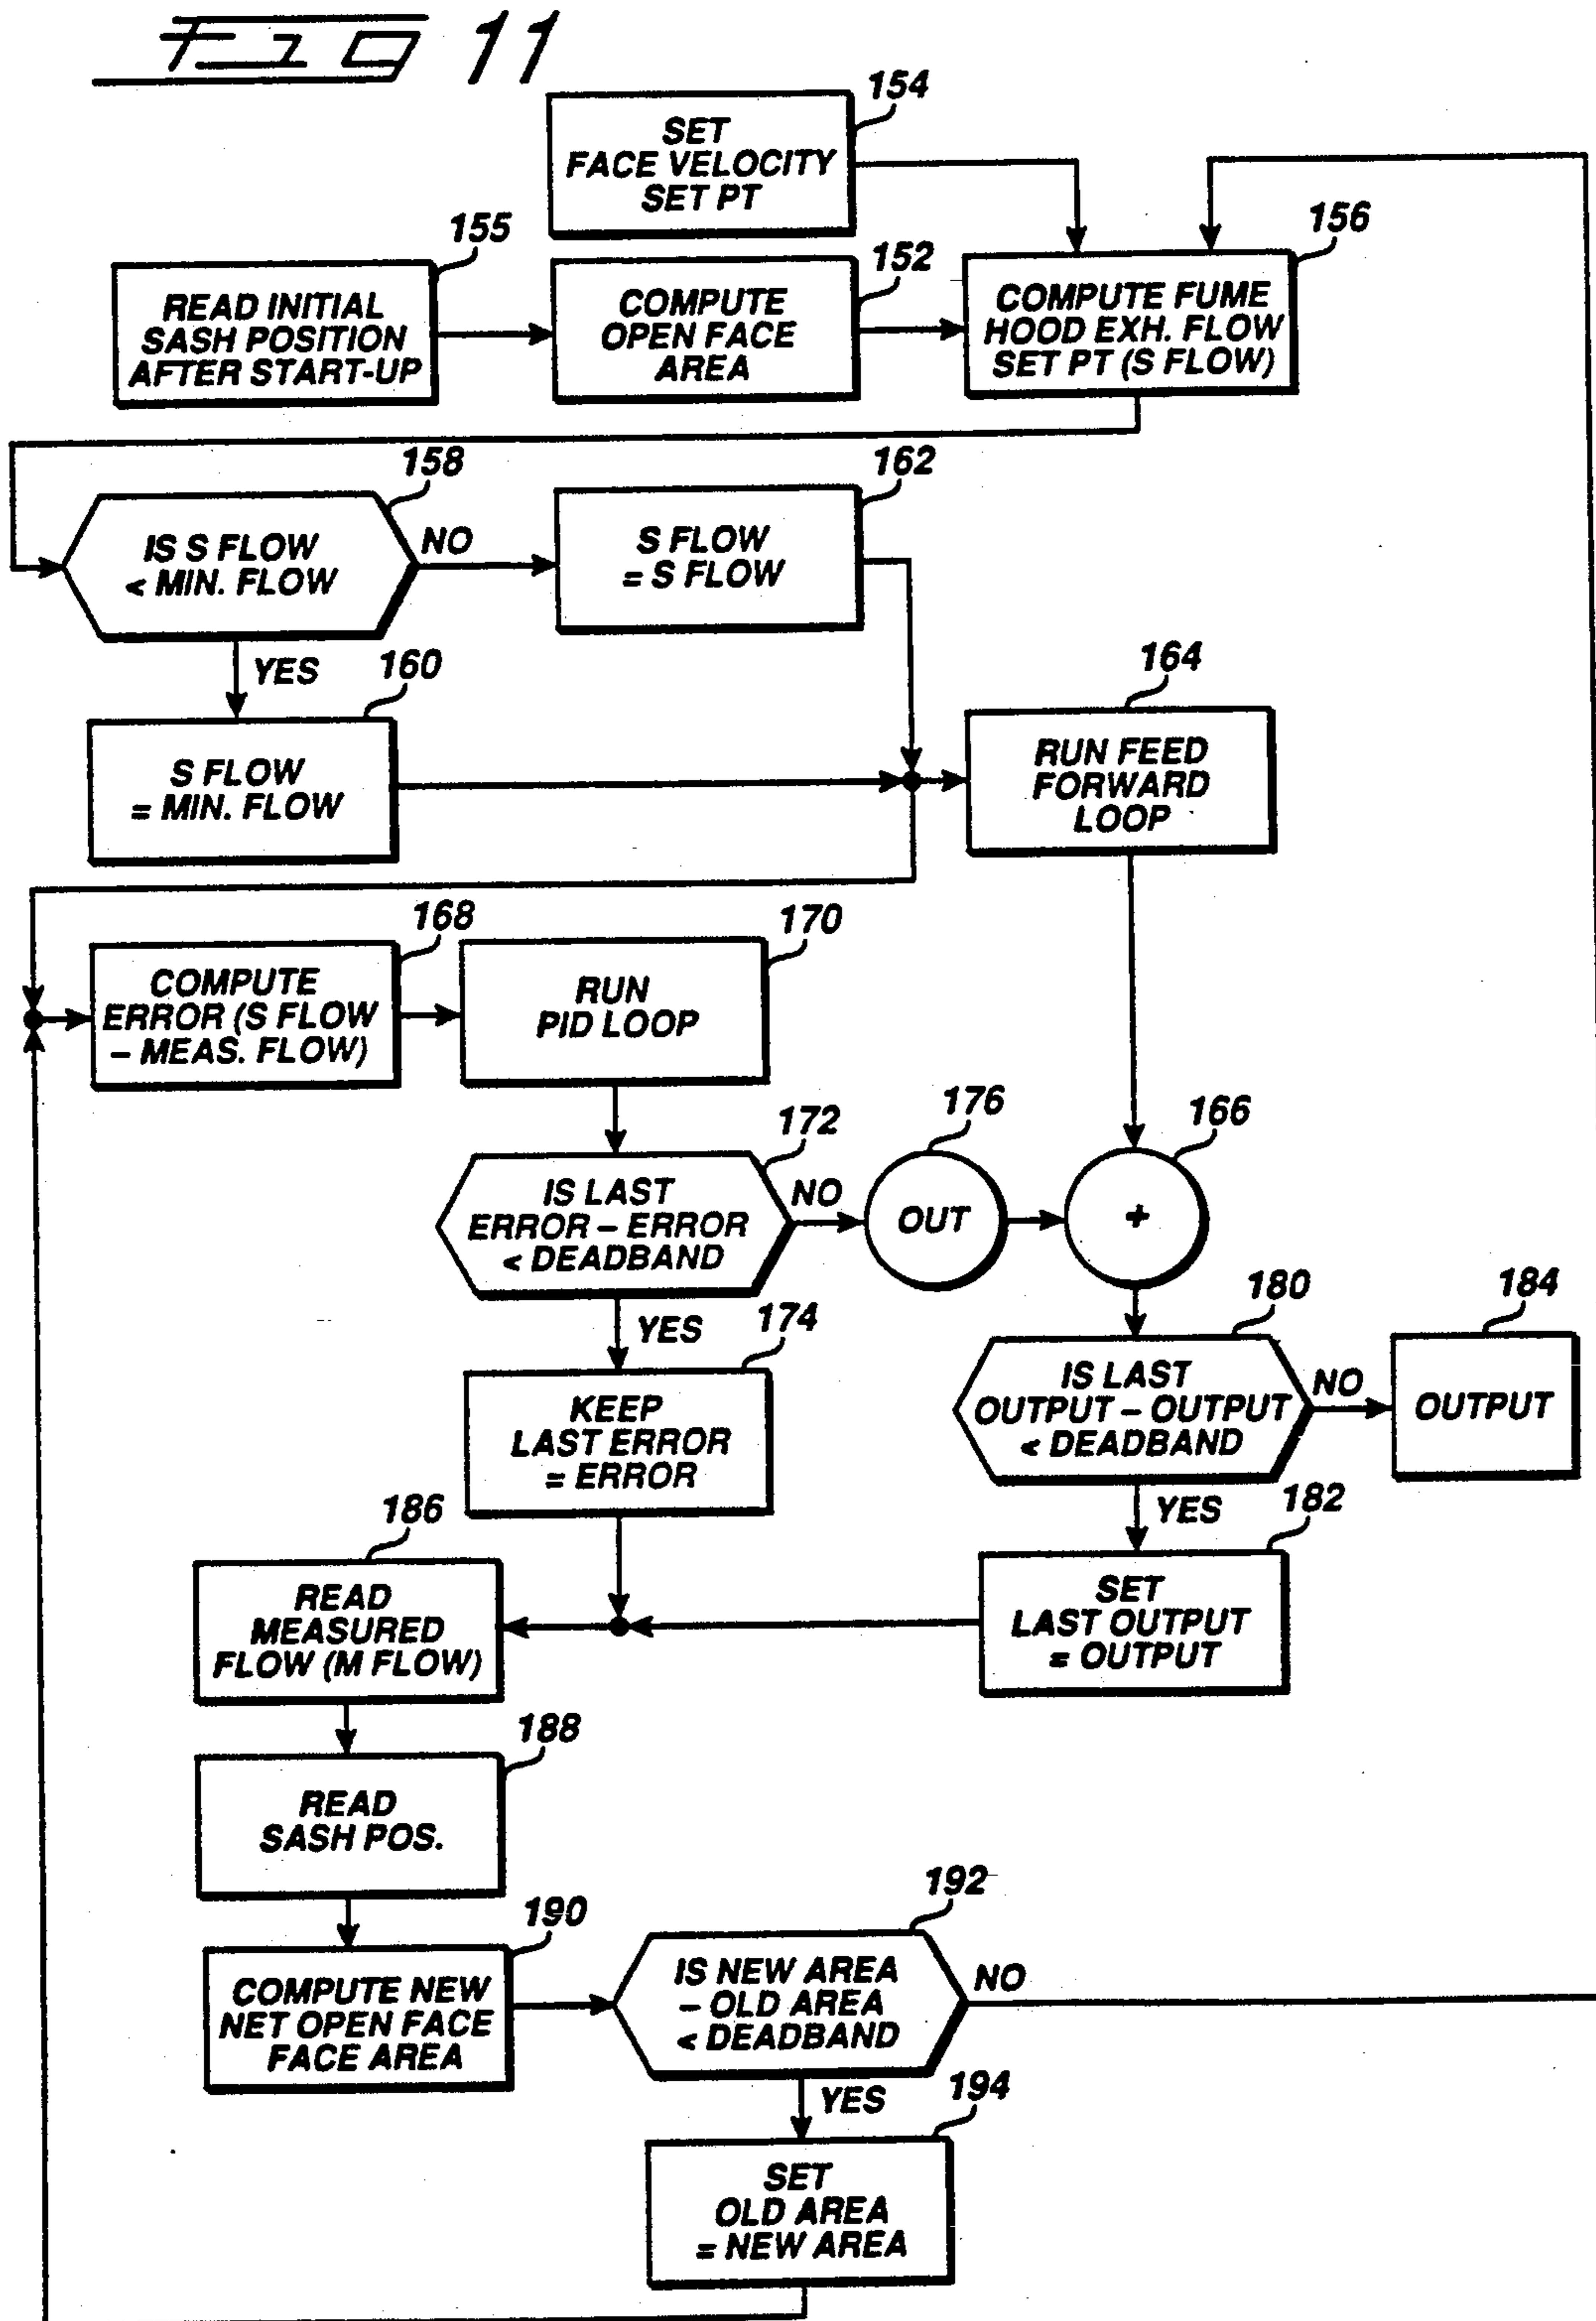 Fig 11
154
SET
FACE VELOCITY
SET PT
155
READ INITIAL
SASH POSITION
AFTER START-UP
152
COMPUTE
OPEN FACE
AREA
156
COMPUTE FUME
HOOD EXH. FLOW
SET PT (S FLOW)
158
IS S FLOW
< MIN. FLOW
NO
162
S FLOW
= S FLOW
YES
160
S FLOW
= MIN. FLOW
164
RUN FEED
FORWARD
LOOP
168
COMPUTE
ERROR (S FLOW
– MEAS. FLOW)
170
RUN
PID LOOP
172
IS LAST
ERROR – ERROR
< DEADBAND
NO
176
OUT
166
+
YES
174
KEEP
LAST ERROR
= ERROR
180
IS LAST
OUTPUT – OUTPUT
< DEADBAND
NO
184
OUTPUT
YES
182
SET
LAST OUTPUT
= OUTPUT
186
READ
MEASURED
FLOW (M FLOW)
188
READ
SASH POS.
190
COMPUTE NEW
NET OPEN FACE
FACE AREA
192
IS NEW AREA
– OLD AREA
< DEADBAND
NO
YES
194
SET
OLD AREA
= NEW AREA